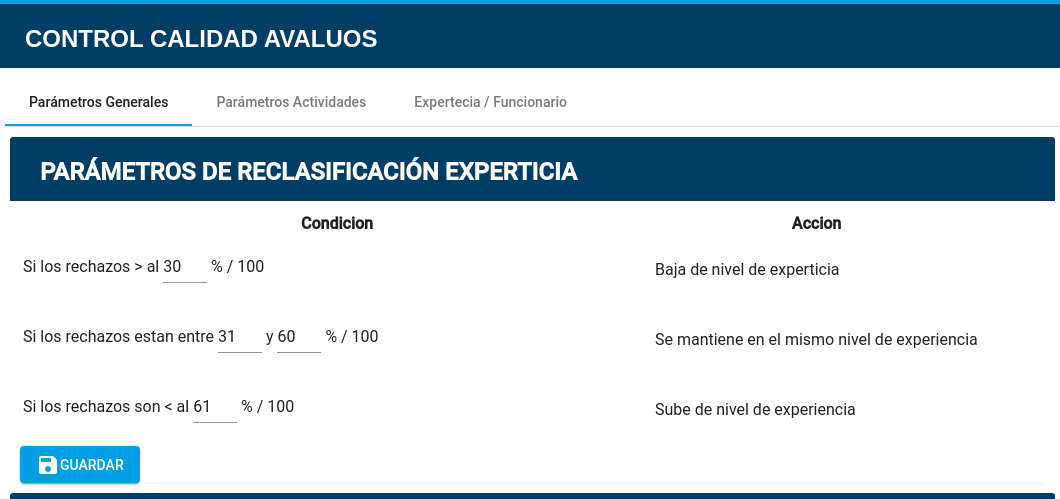 CONTROL CALIDAD AVALUOS
Parámetros Generales Parámetros Actividades Expertecia / Funcionario
PARÁMETROS DE RECLASIFICACIÓN EXPERTICIA
Condicion Accion
Si los rechazos > al 30 % / 100 Baja de nivel de experticia
Si los rechazos estan entre 31 y 60 % / 100 Se mantiene en el mismo nivel de experiencia
Si los rechazos son < al 61 % / 100 Sube de nivel de experiencia
GUARDAR